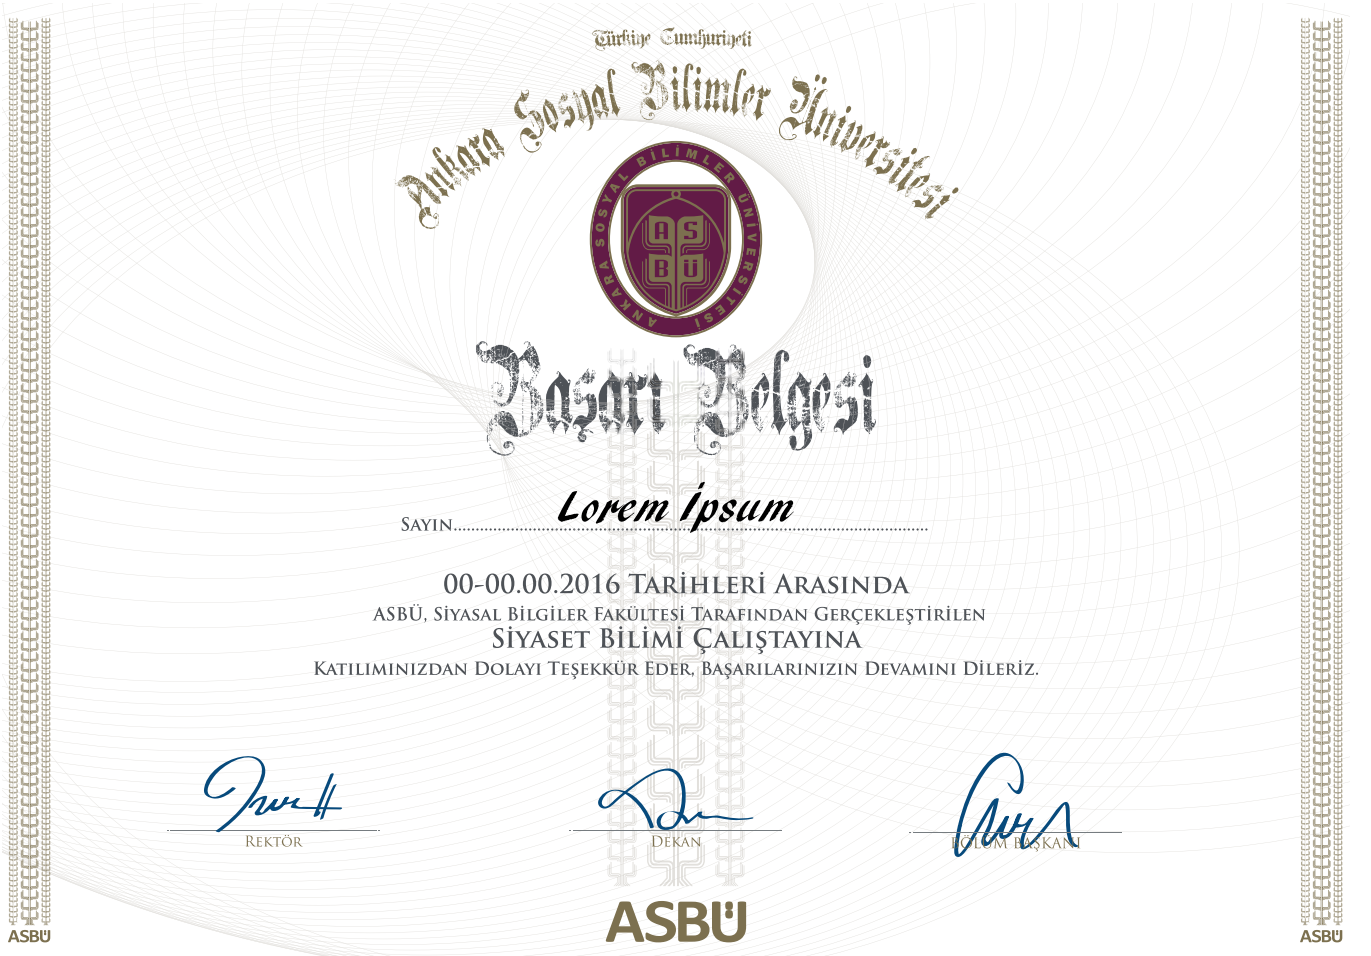 Türkiye Cumhuriyeti
Ankara Sosyal Bilimler Üniversitesi
ANKARA SOSYAL BİLİMLER ÜNİVERSİTESİ
AS
BÜ
Başarı Belgesi
Lorem İpsum
SAYIN..........................................................................................................
00-00.00.2016 TARİHLERİ ARASINDA
ASBÜ, SİYASAL BİLGİLER FAKÜLTESİ TARAFINDAN GERÇEKLEŞTİRİLEN
SİYASET BİLİMİ ÇALIŞTAYINA
KATILIMINIZDAN DOLAYI TEŞEKKÜR EDER, BAŞARILARINIZIN DEVAMINI DİLERİZ.
REKTÖR
DEKAN
BÖLÜM BAŞKANI
ASBÜ
ASBÜ
ASBÜ